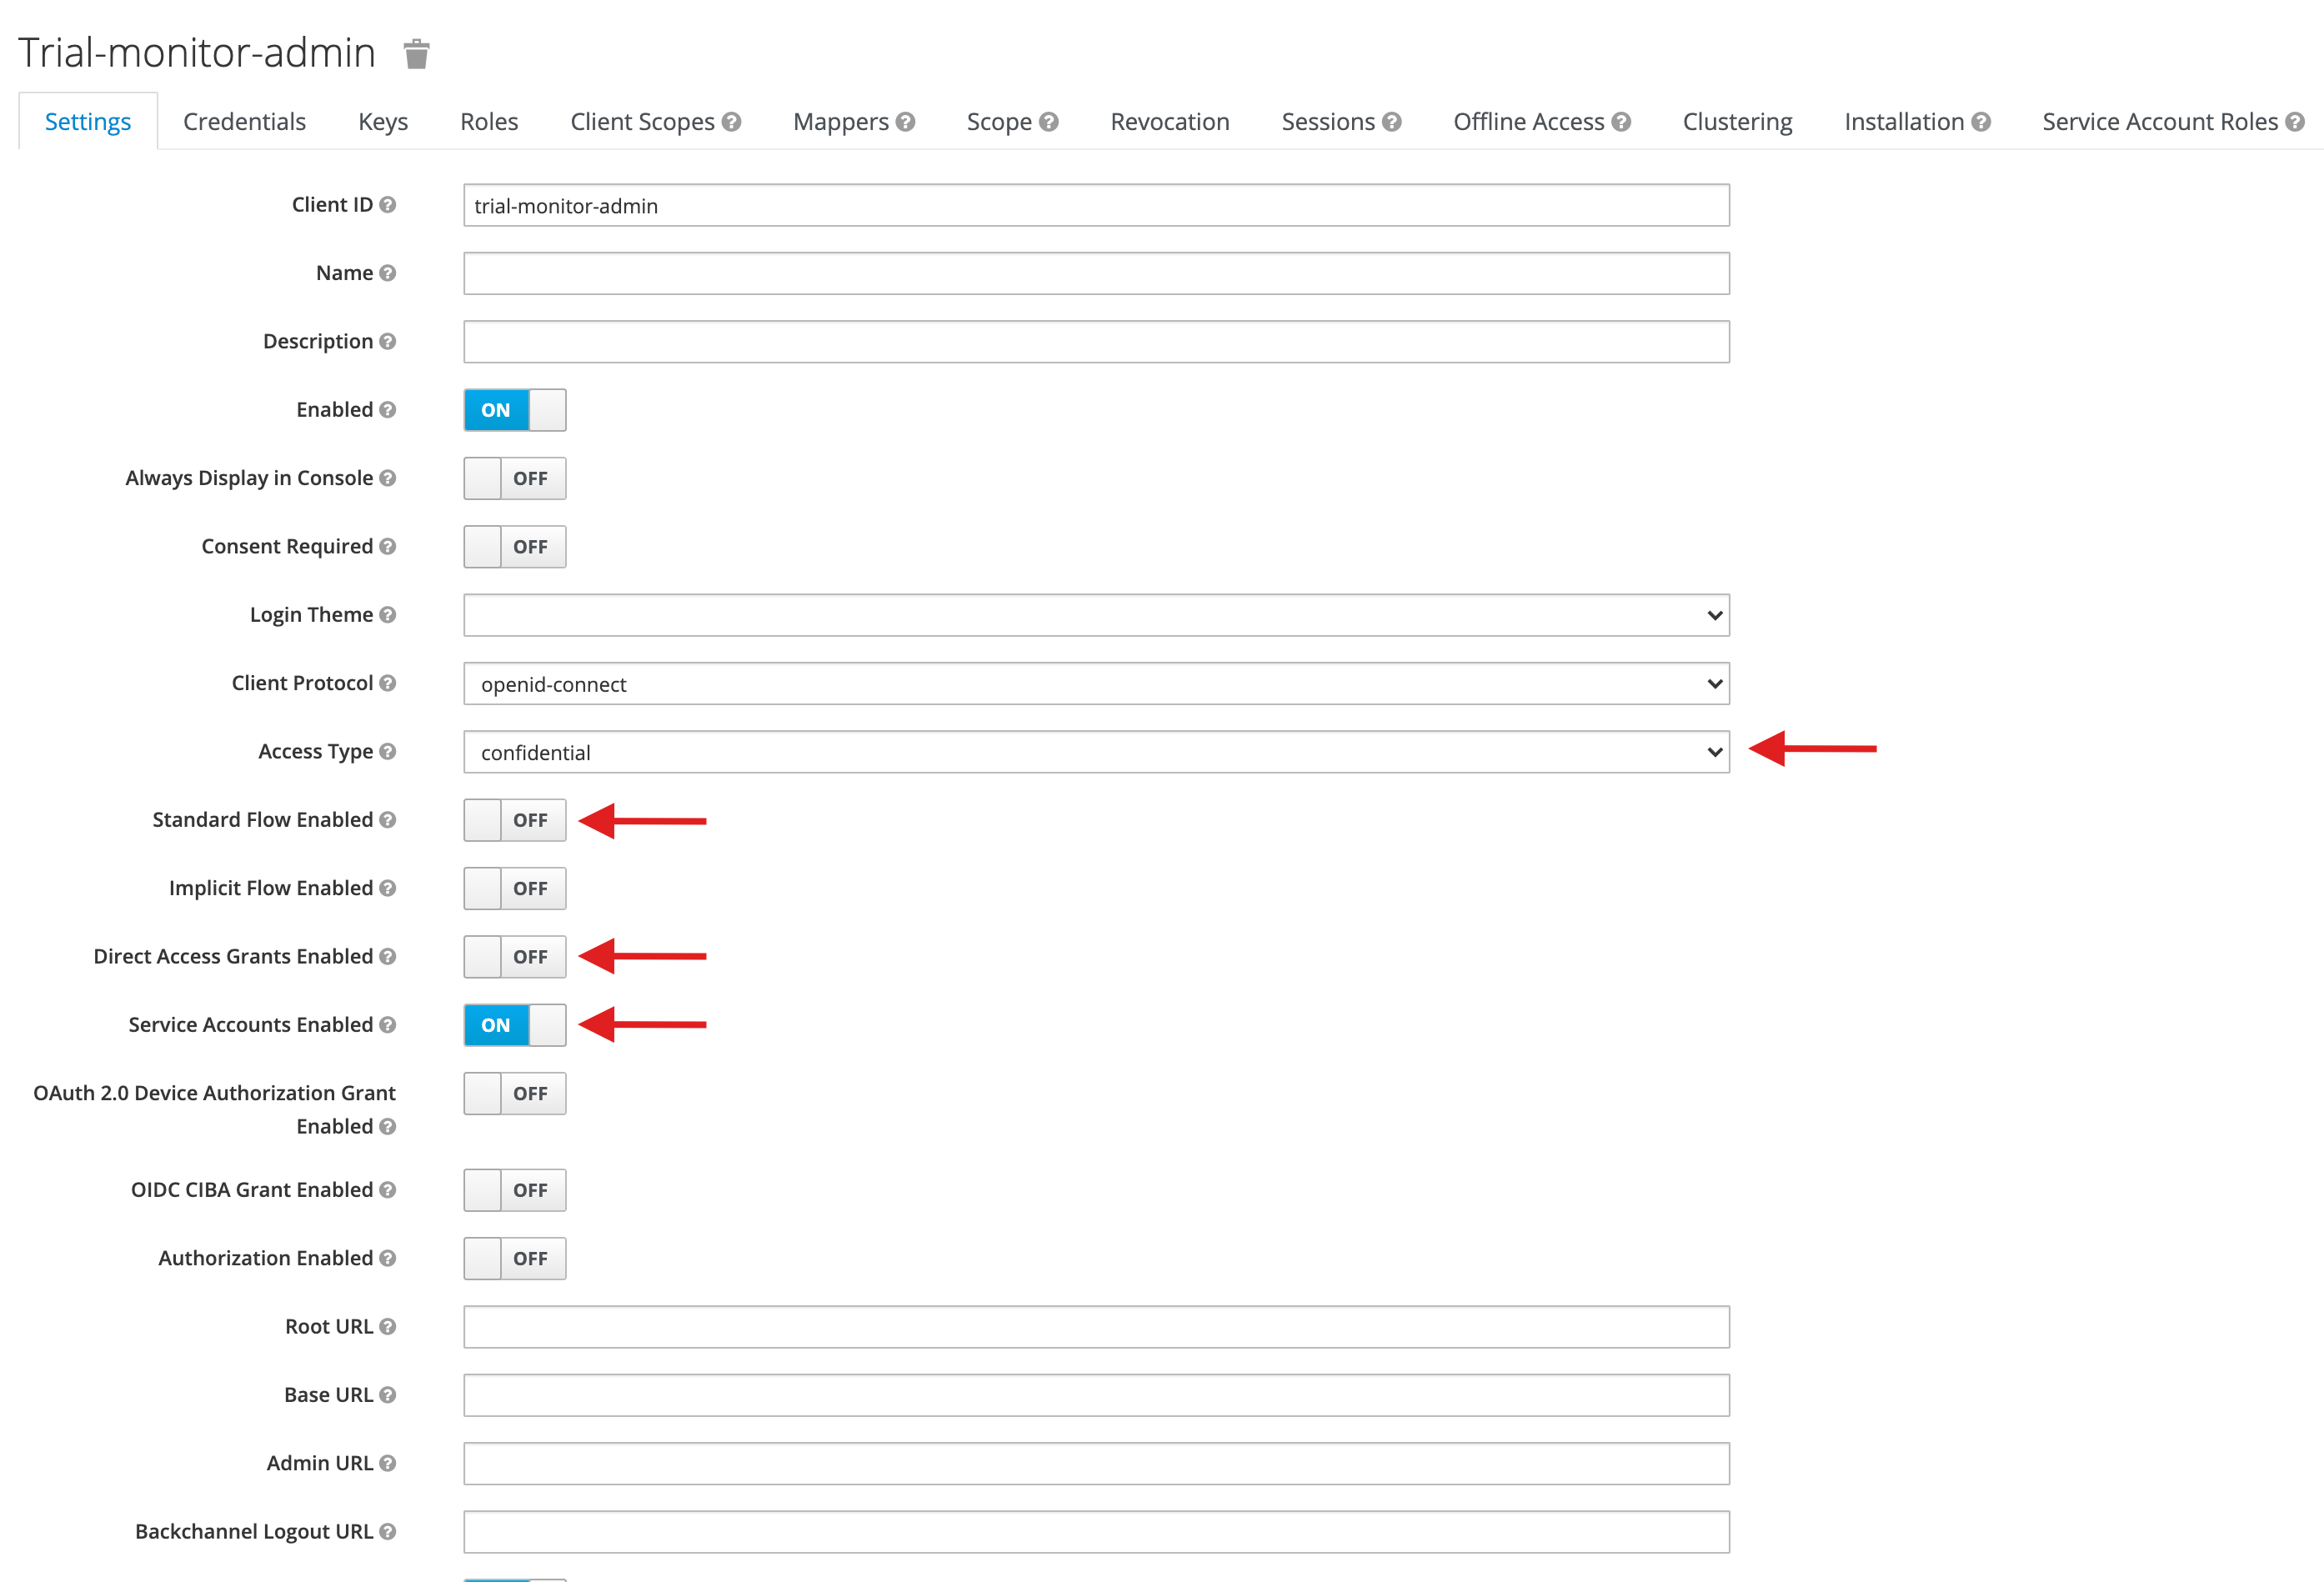 Trial-monitor-admin
Settings Credentials Keys Roles Client Scopes Mappers Scope Revocation Sessions Offline Access Clustering Installation Service Account Roles
Client ID trial-monitor-admin
Name
Description
Enabled ON
Always Display in Console OFF
Consent Required OFF
Login Theme
Client Protocol openid-connect
Access Type confidential
Standard Flow Enabled OFF
Implicit Flow Enabled OFF
Direct Access Grants Enabled OFF
Service Accounts Enabled ON
OAuth 2.0 Device Authorization Grant OFF
Enabled
OIDC CIBA Grant Enabled OFF
Authorization Enabled OFF
Root URL
Base URL
Admin URL
Backchannel Logout URL